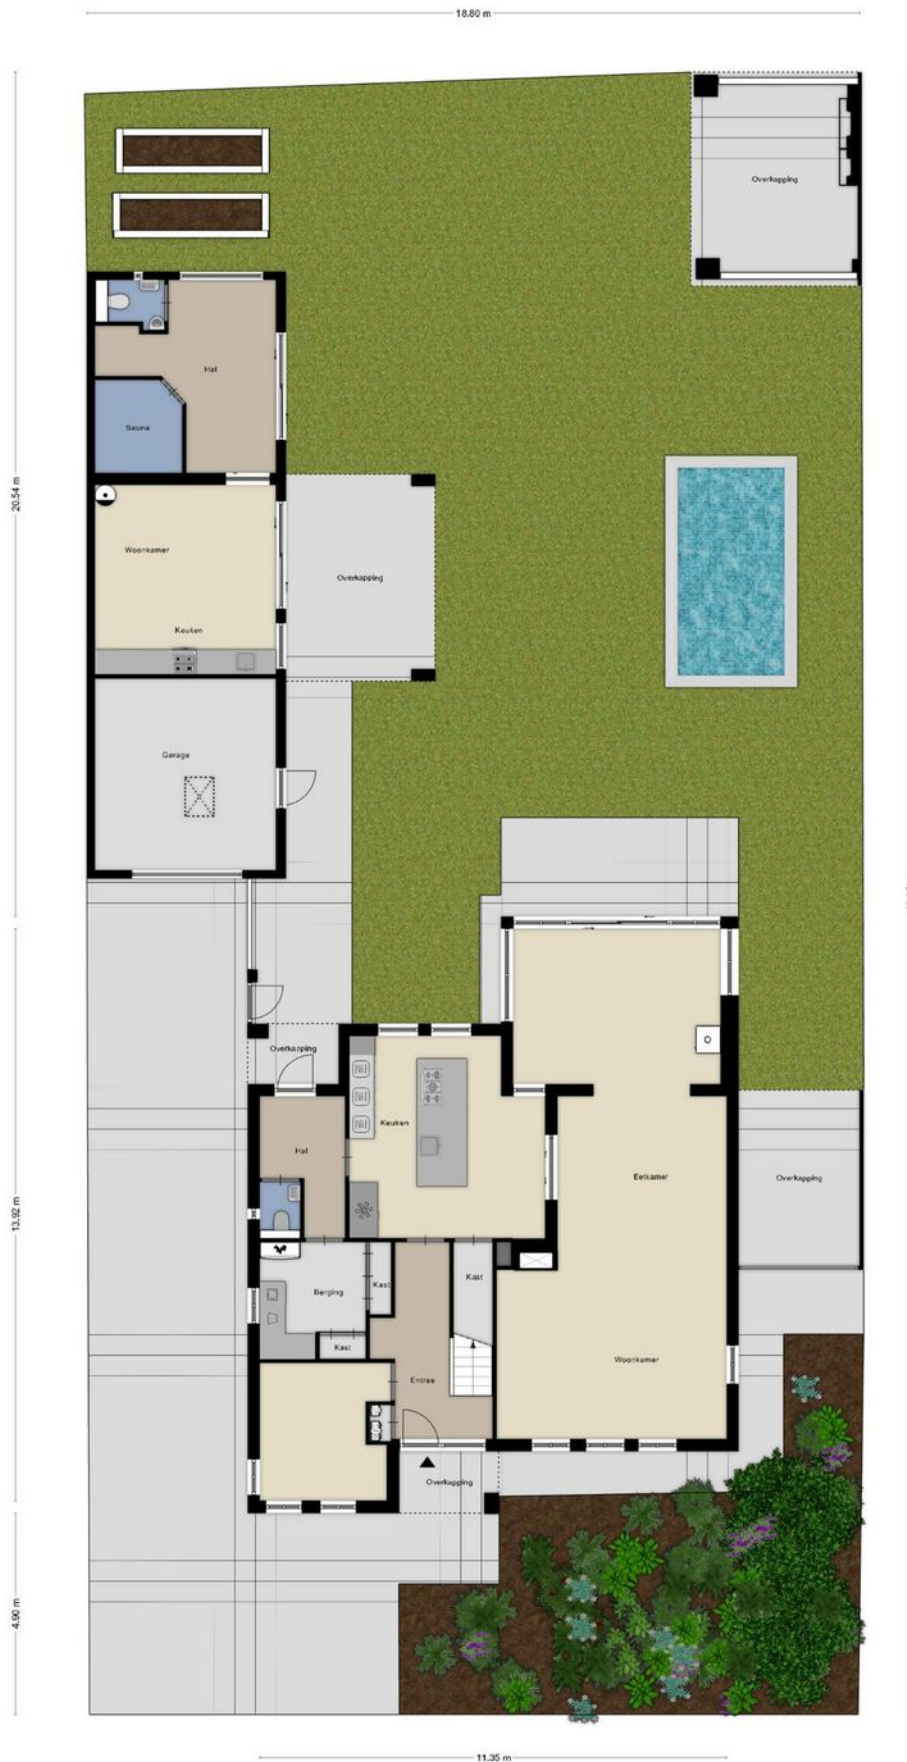 18.80 m
Overkapping
Hal
Sauna
20.54 m
Woonkamer
Overkapping
Keuken
Garage
Overkapping
Keuken
Hal
Eetkamer
Overkapping
13.92 m
Kast
Kast
Berging
Kast
Woonkamer
Entree
Overkapping
4.90 m
11.35 m